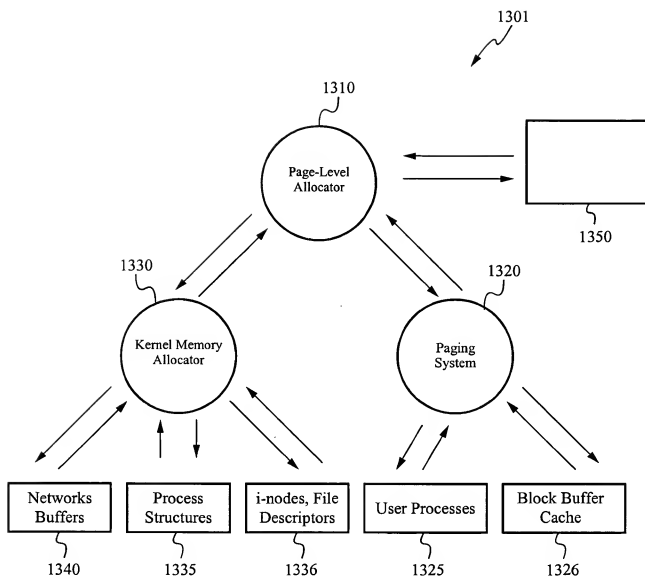 1301
1310
Page-Level
Allocator
1350
1330
1320
Kernel Memory
Allocator
Paging
System
Networks
Buffers
Process
Structures
i-nodes, File
Descriptors
User Processes
Block Buffer
Cache
1340
1335
1336
1325
1326